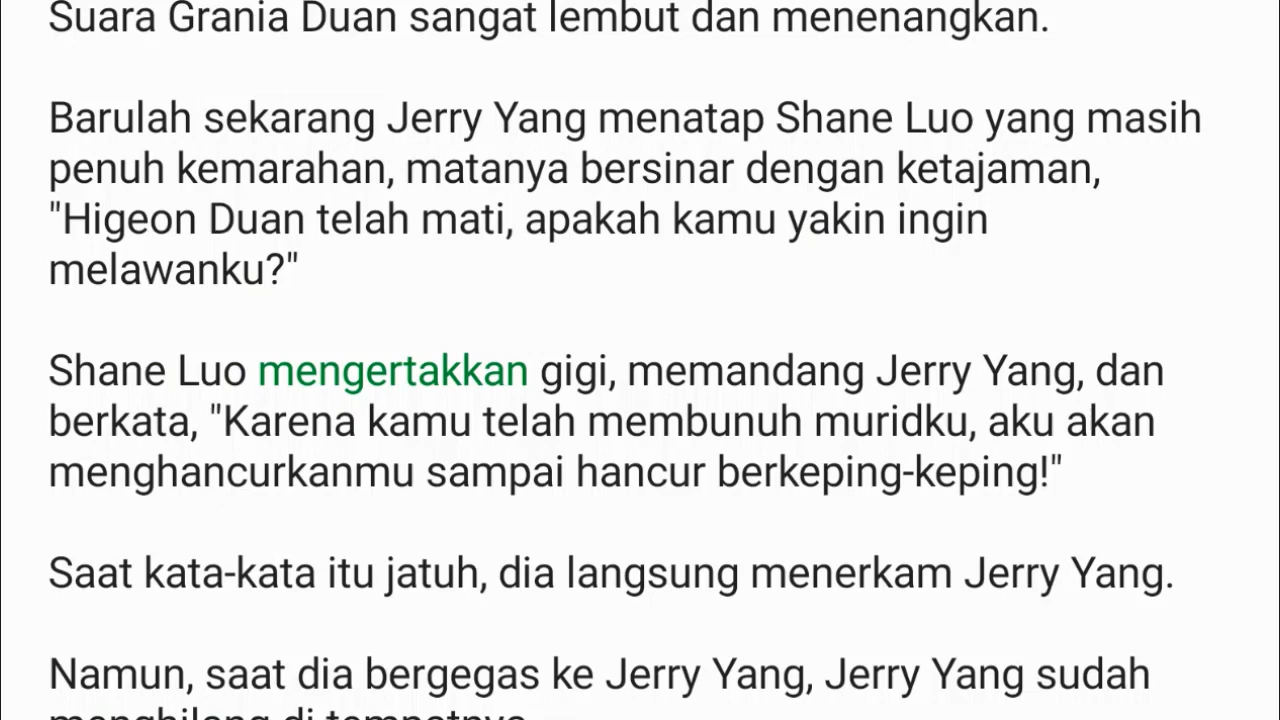 Suara Grania Duan sangat lembut dan menenangkan.
Barulah sekarang Jerry Yang menatap Shane Luo yang masih
penuh kemarahan, matanya bersinar dengan ketajaman,
"Higeon Duan telah mati, apakah kamu yakin ingin
melawanku?"
Shane Luo mengertakkan gigi, memandang Jerry Yang, dan
berkata, "Karena kamu telah membunuh muridku, aku akan
menghancurkanmu sampai hancur berkeping-keping!"
Saat kata-kata itu jatuh, dia langsung menerkam Jerry Yang.
Namun, saat dia bergegas ke Jerry Yang, Jerry Yang sudah
menghilang di tempatnya.